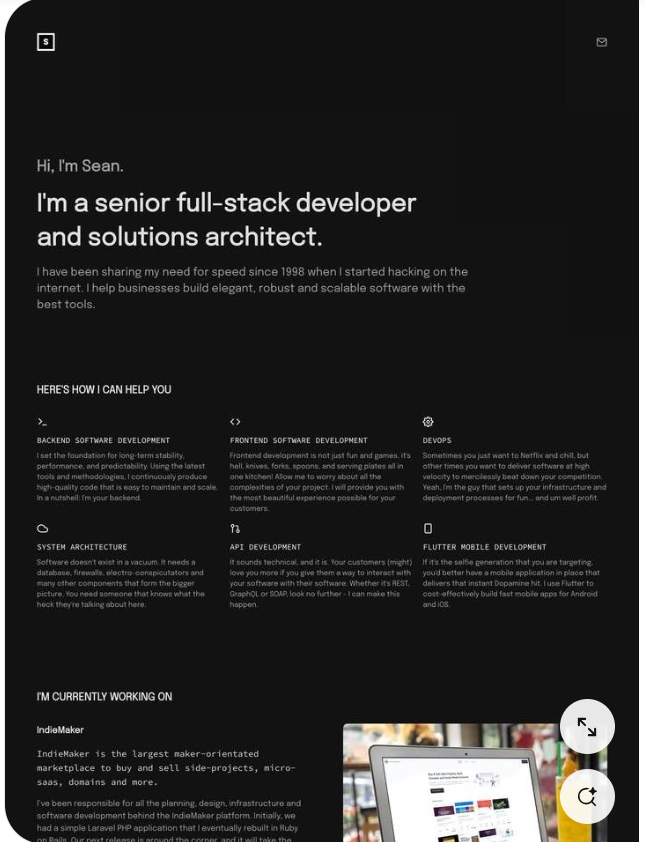 S
Hi, I'm Sean.
I'm a senior full-stack developer
and solutions architect.
I have been sharing my need for speed since 1998 when I started hacking on the
internet. I help businesses build elegant, robust and scalable software with the
best tools.
HERE'S HOW I CAN HELP YOU
BACKEND SOFTWARE DEVELOPMENT
I set the foundation for long-term stability,
performance, and predictability. Using the latest
tools and methodologies, I continuously produce
high-quality code that is easy to maintain and scale.
In a nutshell: I'm your backend.
FRONTEND SOFTWARE DEVELOPMENT
Frontend development is not just fun and games, it's
hell, knives, forks, spoons, and serving plates all in
one kitchen! Allow me to worry about all the
complexities of your project. I will provide you with
the most beautiful experience possible for your
customers.
DEVOPS
Sometimes you just want to Netflix and chill, but
other times you want to deliver software at high
velocity to mercilessly beat down your competition.
Yeah, I'm the guy that sets up your infrastructure and
deployment processes for fun... and um well profit.
SYSTEM ARCHITECTURE
Software doesn't exist in a vacuum. It needs a
database, firewalls, electro-conspicutators and
many other components that form the bigger
picture. You need someone that knows what the
heck they're talking about here.
API DEVELOPMENT
It sounds technical, and it is. Your customers (might)
love you more if you give them a way to interact with
your software with their software. Whether it's REST,
GraphQL or SOAP, look no further - I can make this
happen.
FLUTTER MOBILE DEVELOPMENT
If it's the selfie generation that you are targeting,
you'd better have a mobile application in place that
delivers that instant Dopamine hit. I use Flutter to
cost-effectively build fast mobile apps for Android
and iOS.
I'M CURRENTLY WORKING ON
IndieMaker
IndieMaker is the largest maker-orientated
marketplace to buy and sell side-projects, micro-
saas, domains and more.
I've been responsible for all the planning, design, infrastructure and
software development behind the IndieMaker platform. Initially, we
had a simple Laravel PHP application that I eventually rebuilt in Ruby
on Rails. Our next release is around the corner, and it will take the